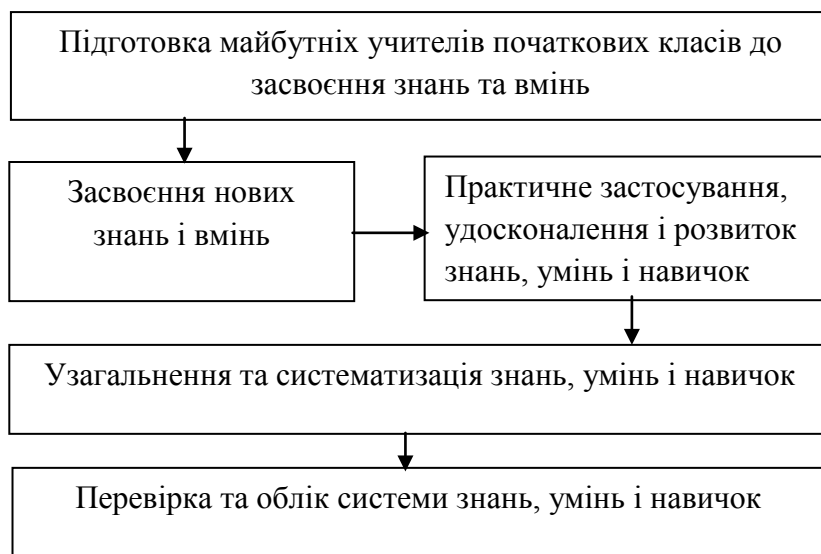 Підготовка майбутніх учителів початкових класів до
засвоєння знань та вмінь
Засвоєння нових
знань і вмінь
Практичне застосування,
удосконалення і розвиток
знань, умінь і навичок
Узагальнення та систематизація знань, умінь і навичок
Перевірка та облік системи знань, умінь і навичок